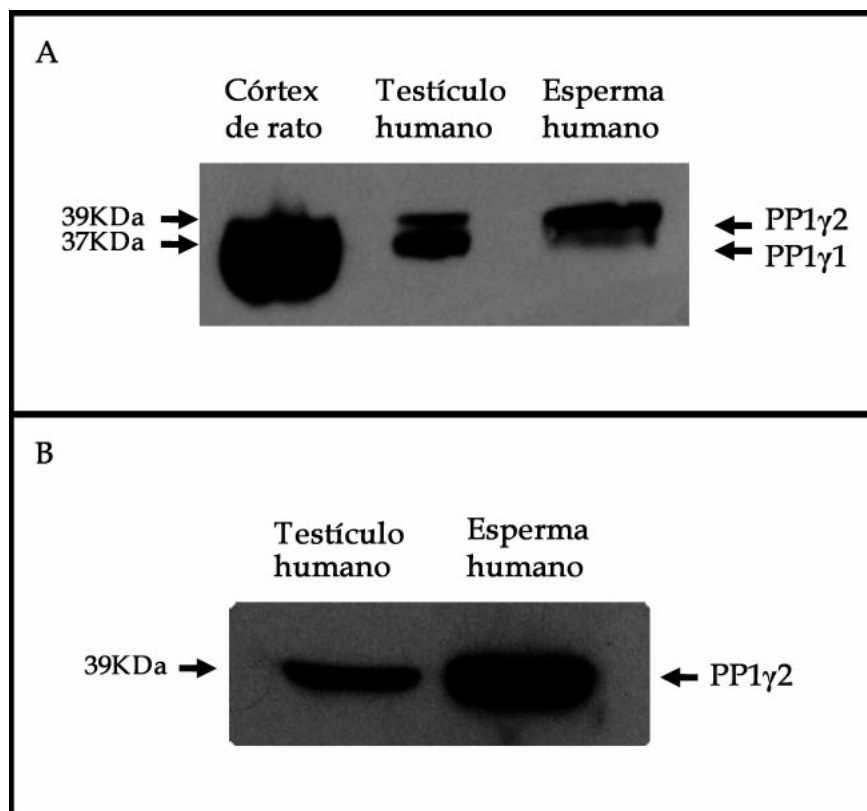 A
Córtex
de rato
Testículo
humano
Esperma
humano
39KDa
37KDa
PP1γ2
PP1γ1
B
Testículo
humano
Esperma
humano
39KDa
PP1γ2